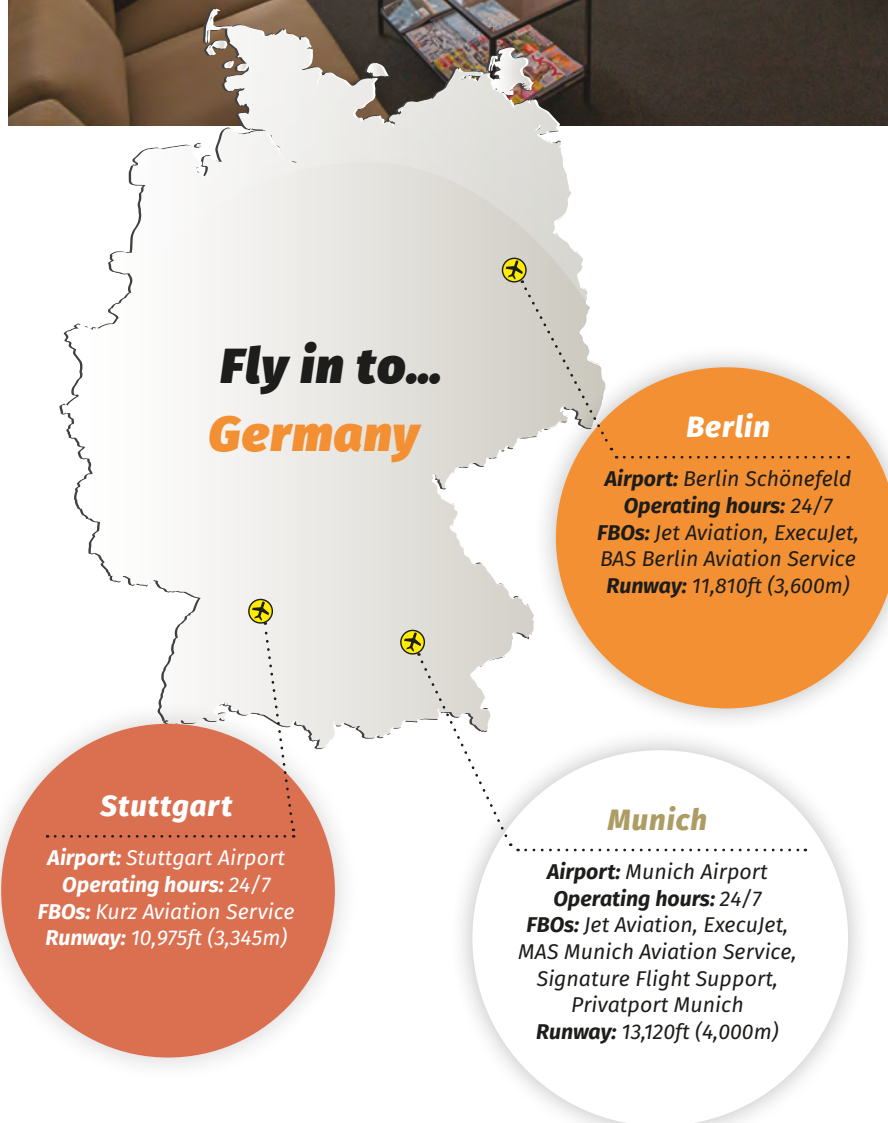 Fly in to...
Germany
Berlin
Airport: Berlin Schönefeld
Operating hours: 24/7
FBOs: Jet Aviation, ExecuJet,
BAS Berlin Aviation Service
Runway: 11,810ft (3,600m)
Stuttgart
Airport: Stuttgart Airport
Operating hours: 24/7
FBOs: Kurz Aviation Service
Runway: 10,975ft (3,345m)
Munich
Airport: Munich Airport
Operating hours: 24/7
FBOs: Jet Aviation, ExecuJet,
MAS Munich Aviation Service,
Signature Flight Support,
Privatport Munich
Runway: 13,120ft (4,000m)